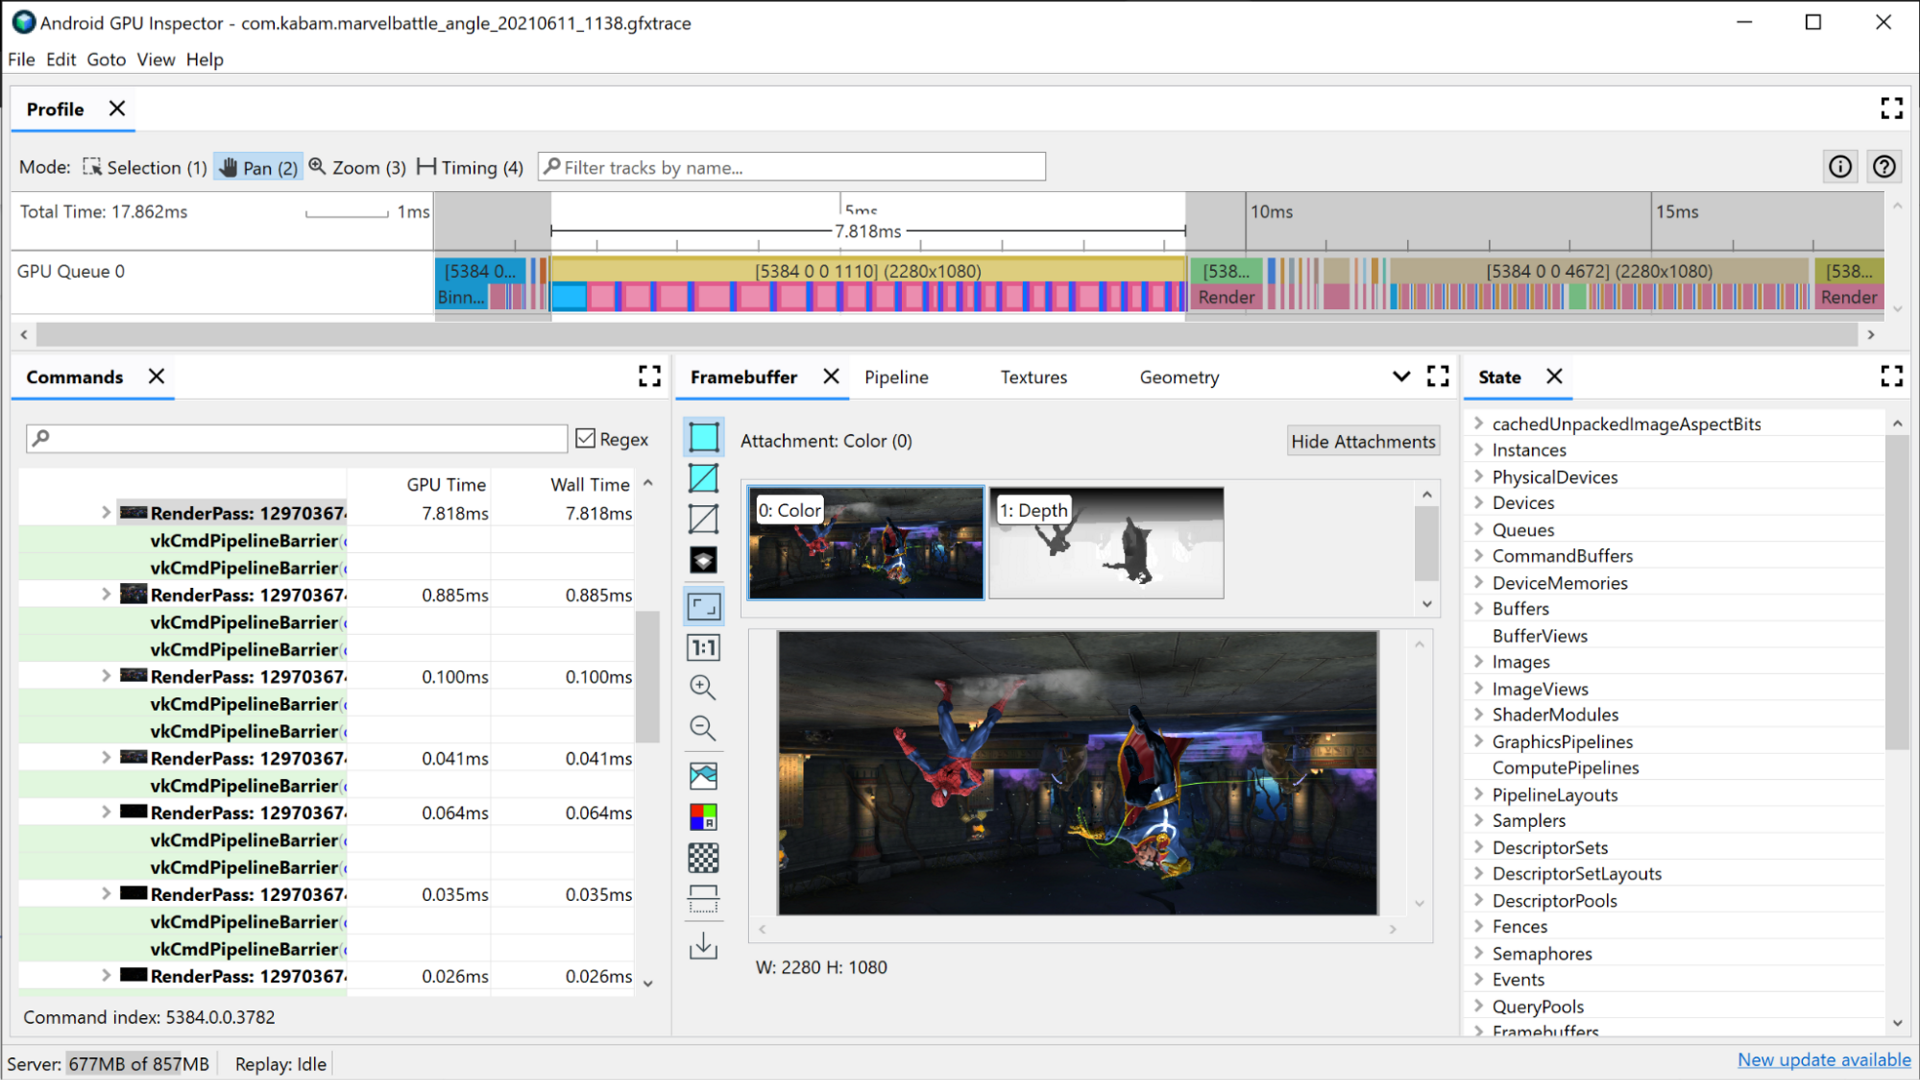 Android GPU Inspector - com.kabam.marvelbattle_angle_20210611_1138.gfxtrace
File Edit Goto View Help
Profile
Mode: Selection (1) Pan (2) Zoom (3) Timing (4) Filter tracks by name...
Total Time: 17.862ms 1ms 5ms 10ms 15ms
7.818ms
GPU Queue 0 [5384 0... [5384 0 0 1110] (2280x1080) [538... [5384 0 0 4672] (2280x1080) [538...
Binn... Render Render
Commands
Regex
GPU Time Wall Time
RenderPass: 12970367 7.818ms 7.818ms
vkCmdPipelineBarrier(
vkCmdPipelineBarrier(
RenderPass: 12970367 0.885ms 0.885ms
vkCmdPipelineBarrier(
vkCmdPipelineBarrier(
RenderPass: 12970367 0.100ms 0.100ms
vkCmdPipelineBarrier(
vkCmdPipelineBarrier(
RenderPass: 12970367 0.041ms 0.041ms
vkCmdPipelineBarrier(
RenderPass: 12970367 0.064ms 0.064ms
vkCmdPipelineBarrier(
vkCmdPipelineBarrier(
RenderPass: 12970367 0.035ms 0.035ms
vkCmdPipelineBarrier(
vkCmdPipelineBarrier(
RenderPass: 12970367 0.026ms 0.026ms
Command index: 5384.0.0.3782
Framebuffer Pipeline Textures Geometry
Attachment: Color (0) Hide Attachments
0: Color 1: Depth
1:1
A
W: 2280 H: 1080
State
cachedUnpackedImageAspectBits
Instances
PhysicalDevices
Devices
Queues
CommandBuffers
DeviceMemories
Buffers
BufferViews
Images
ImageViews
ShaderModules
GraphicsPipelines
ComputePipelines
PipelineLayouts
Samplers
DescriptorSets
DescriptorSetLayouts
DescriptorPools
Fences
Semaphores
Events
QueryPools
Framebuffers
Server: 677MB of 857MB Replay: Idle
New update available